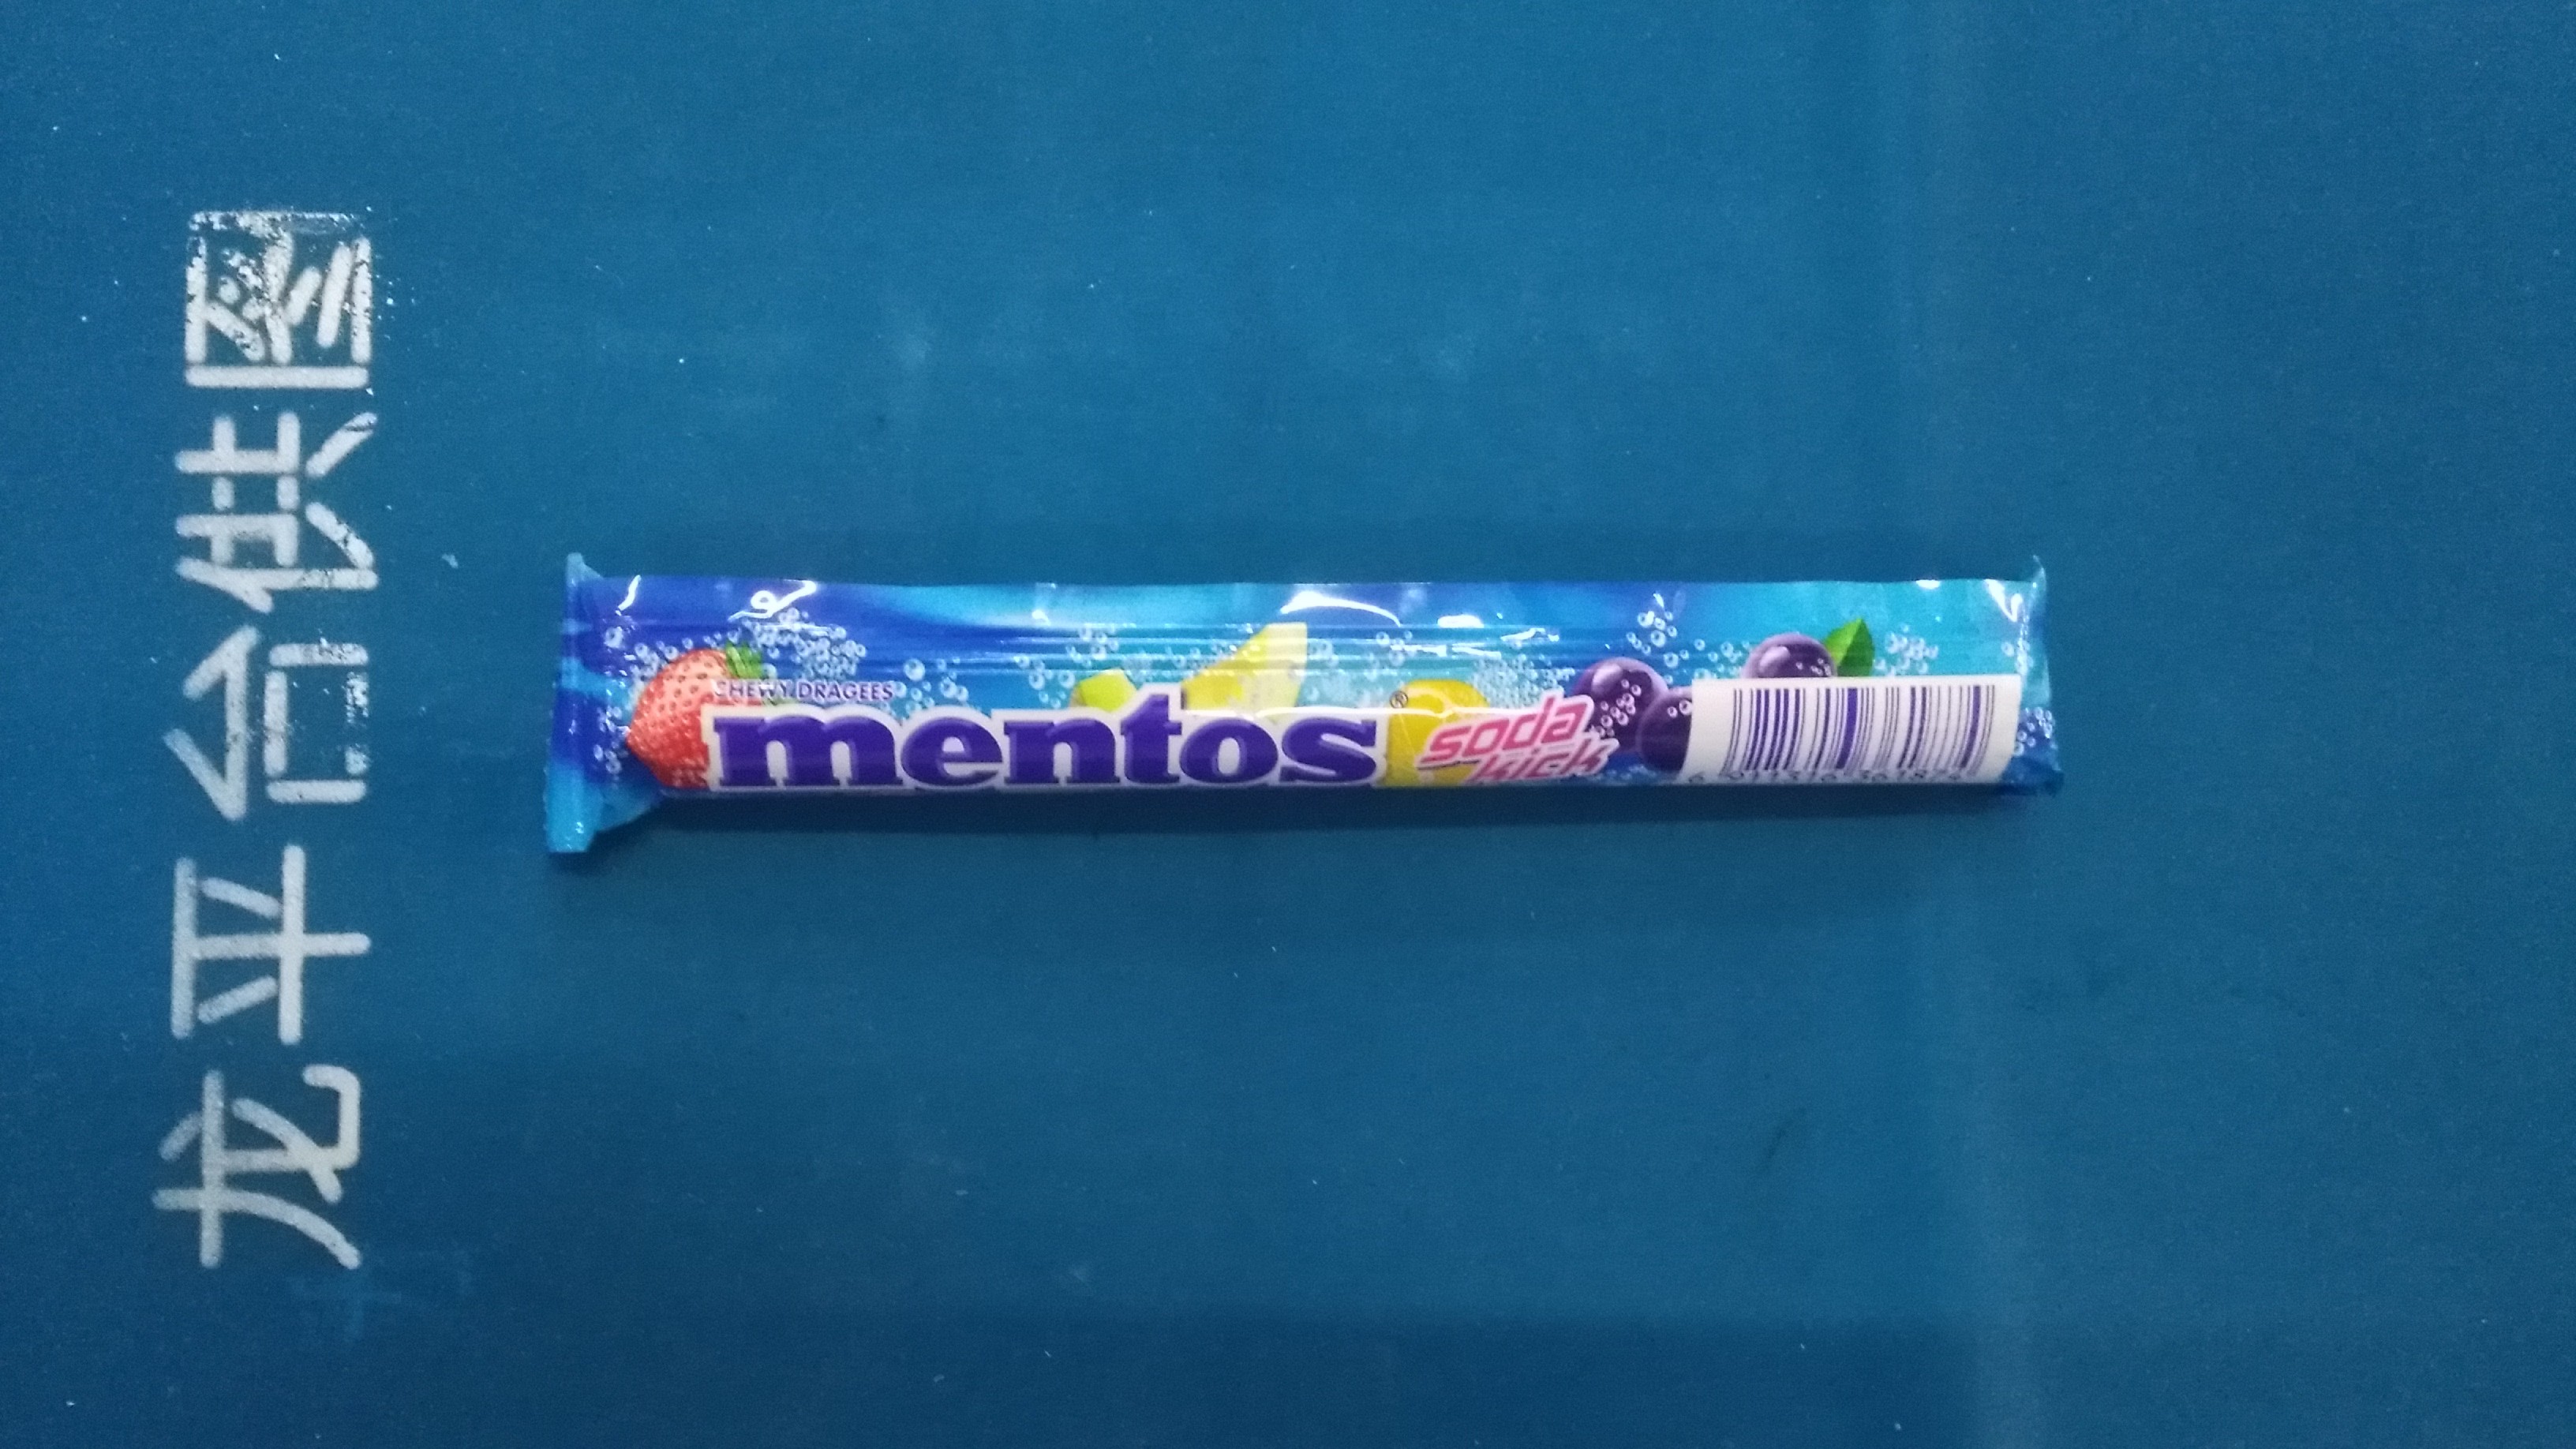 龙平台供图
CHEWY DRAGEES
mentos®
soda
kick